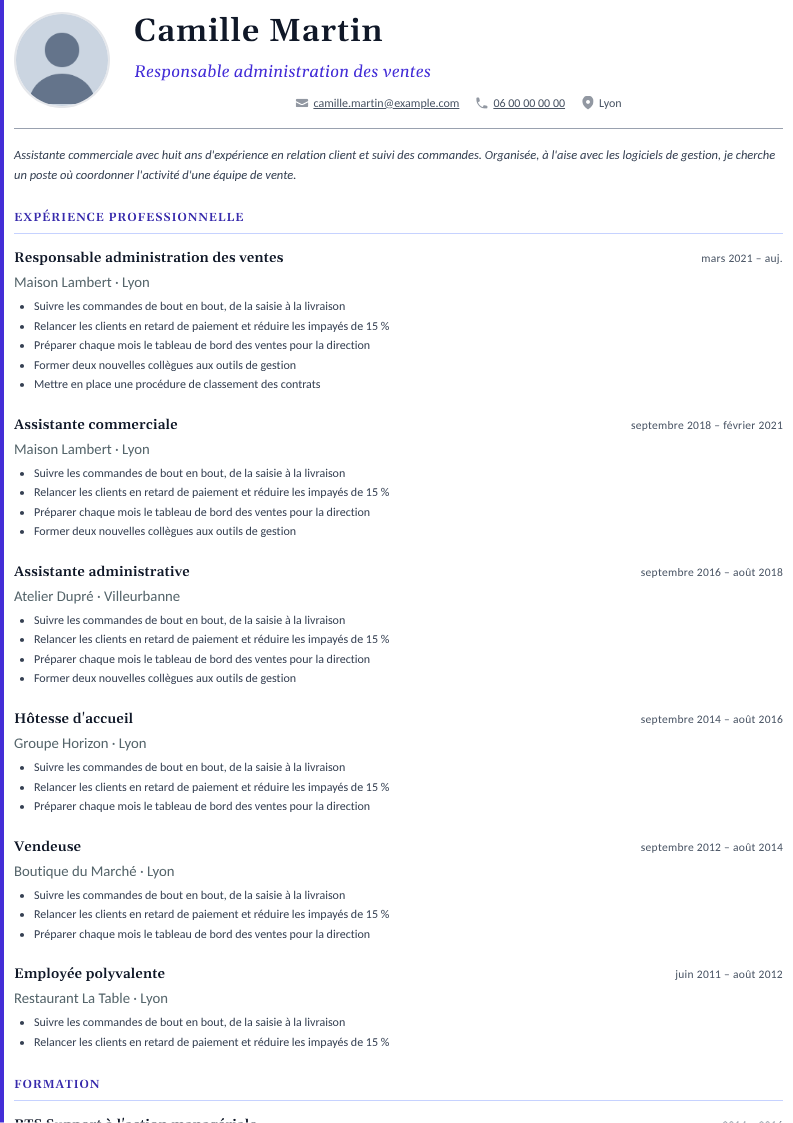 Camille Martin
Responsable administration des ventes
camille.martin@example.com 06 00 00 00 00 Lyon
Assistante commerciale avec huit ans d'expérience en relation client et suivi des commandes. Organisée, à l'aise avec les logiciels de gestion, je cherche
un poste où coordonner l'activité d'une équipe de vente.
EXPÉRIENCE PROFESSIONNELLE
Responsable administration des ventes mars 2021 – auj.
Maison Lambert · Lyon
• Suivre les commandes de bout en bout, de la saisie à la livraison
• Relancer les clients en retard de paiement et réduire les impayés de 15 %
• Préparer chaque mois le tableau de bord des ventes pour la direction
• Former deux nouvelles collègues aux outils de gestion
• Mettre en place une procédure de classement des contrats
Assistante commerciale septembre 2018 – février 2021
Maison Lambert · Lyon
• Suivre les commandes de bout en bout, de la saisie à la livraison
• Relancer les clients en retard de paiement et réduire les impayés de 15 %
• Préparer chaque mois le tableau de bord des ventes pour la direction
• Former deux nouvelles collègues aux outils de gestion
Assistante administrative septembre 2016 – août 2018
Atelier Dupré · Villeurbanne
• Suivre les commandes de bout en bout, de la saisie à la livraison
• Relancer les clients en retard de paiement et réduire les impayés de 15 %
• Préparer chaque mois le tableau de bord des ventes pour la direction
• Former deux nouvelles collègues aux outils de gestion
Hôtesse d'accueil septembre 2014 – août 2016
Groupe Horizon · Lyon
• Suivre les commandes de bout en bout, de la saisie à la livraison
• Relancer les clients en retard de paiement et réduire les impayés de 15 %
• Préparer chaque mois le tableau de bord des ventes pour la direction
Vendeuse septembre 2012 – août 2014
Boutique du Marché · Lyon
• Suivre les commandes de bout en bout, de la saisie à la livraison
• Relancer les clients en retard de paiement et réduire les impayés de 15 %
• Préparer chaque mois le tableau de bord des ventes pour la direction
Employée polyvalente juin 2011 – août 2012
Restaurant La Table · Lyon
• Suivre les commandes de bout en bout, de la saisie à la livraison
• Relancer les clients en retard de paiement et réduire les impayés de 15 %
FORMATION
BTS Support à l'action managériale